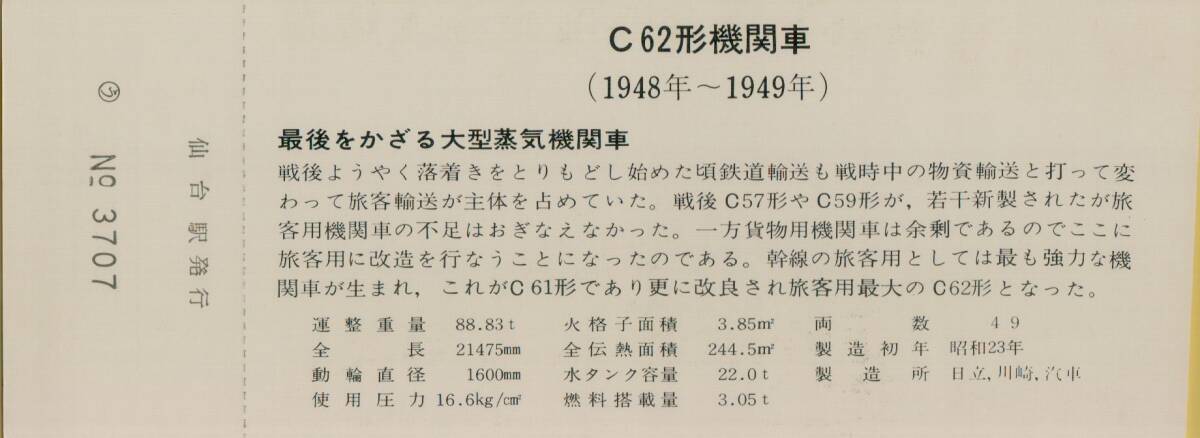 C62形機関車
(1948年〜1949年)
最後をかざる大型蒸気機関車
戦後ようやく落着きをとりもどし始めた頃鉄道輸送も戦時中の物資輸送と打って変
わって旅客輸送が主体を占めていた。戦後C57形やC59形が，若干新製されたが旅
客用機関車の不足はおぎなえなかった。一方貨物用機関車は余剰であるのでここに
旅客用に改造を行なうことになったのである。幹線の旅客用としては最も強力な機
関車が生まれ，これがC61形であり更に改良され旅客用最大のC62形となった。
運整重量 88.83t 火格子面積 3.85m² 両数 49
全長 21475mm 全伝熱面積 244.5m² 製造初年 昭和23年
動輪直径 1600mm 水タンク容量 22.0t 製造所 日立,川崎,汽車
使用圧力 16.6kg/cm² 燃料搭載量 3.05t
仙台駅発行
№ 3707